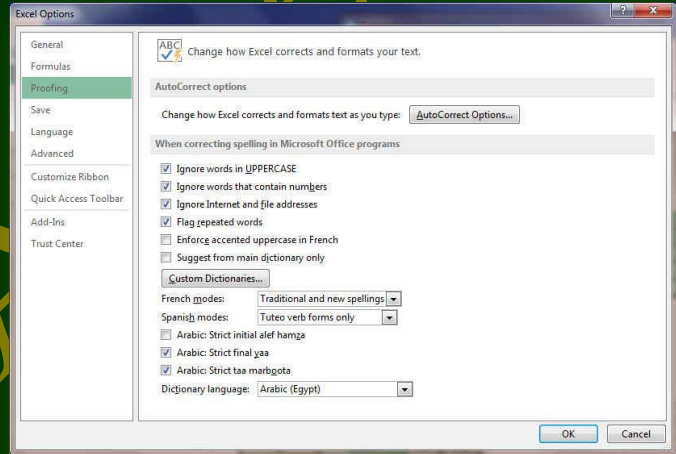 Excel Options
General
Formulas
Proofing
Save
Language
Advanced
Customize Ribbon
Quick Access Toolbar
Add-Ins
Trust Center
ABC
Change how Excel corrects and formats your text.
AutoCorrect options
Change how Excel corrects and formats text as you type: AutoCorrect Options...
When correcting spelling in Microsoft Office programs
Ignore words in UPPERCASE
Ignore words that contain numbers
Ignore Internet and file addresses
Flag repeated words
Enforce accented uppercase in French
Suggest from main dictionary only
Custom Dictionaries...
French modes: Traditional and new spellings
Spanish modes: Tuteo verb forms only
Arabic: Strict initial alef hamza
Arabic: Strict final yaa
Arabic: Strict taa marboota
Dictionary language: Arabic (Egypt)
OK Cancel